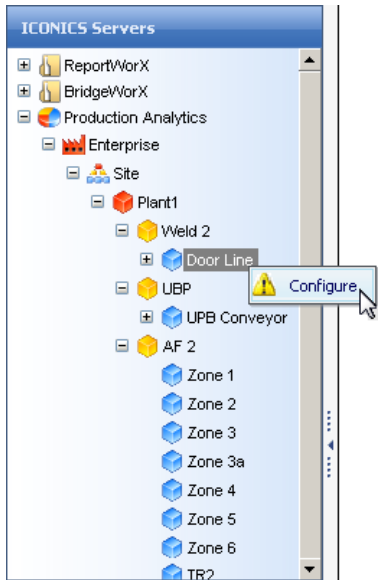 ICONICS Servers
ReportWorX
BridgeWorX
Production Analytics
Enterprise
Site
Plant1
Weld 2
Door Line
Configure
UBP
UPB Conveyor
AF 2
Zone 1
Zone 2
Zone 3
Zone 3a
Zone 4
Zone 5
Zone 6
TR2